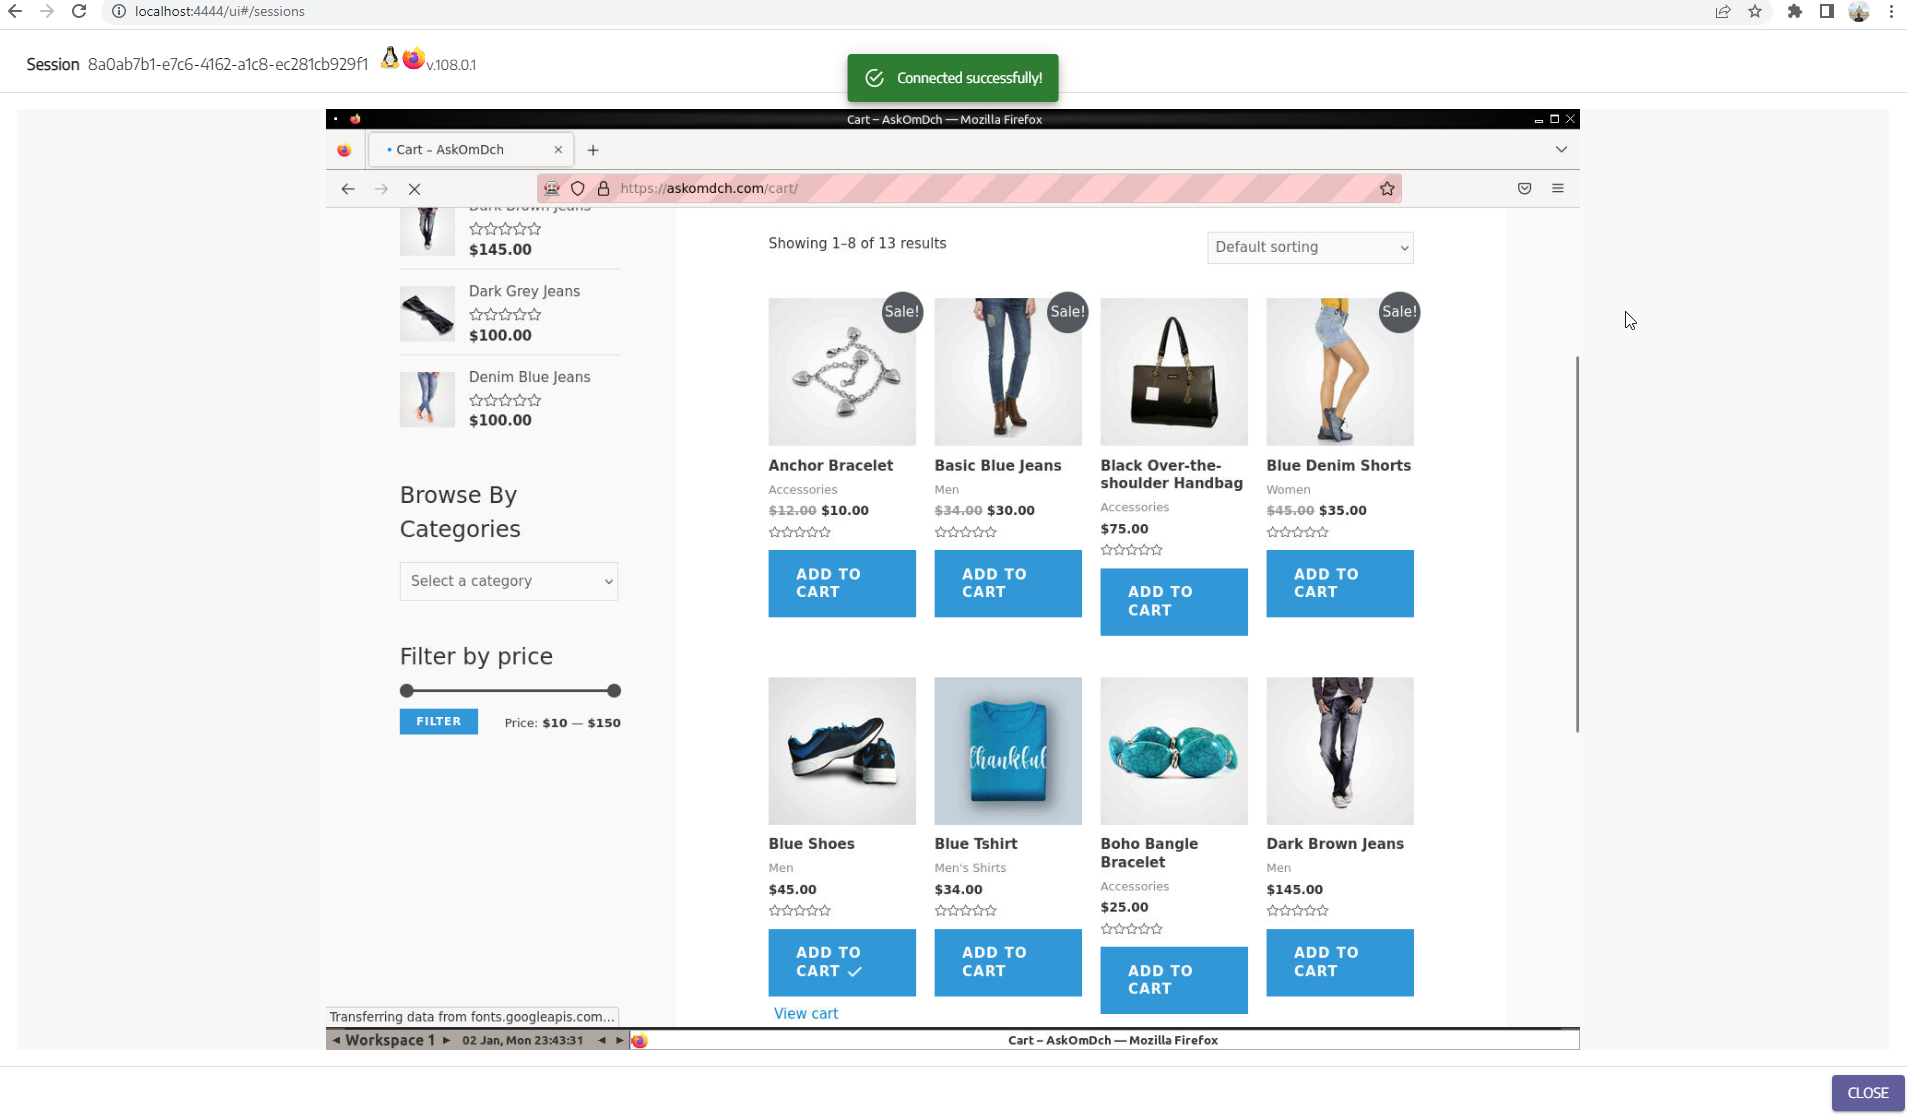 localhost:4444/ui#/sessions
Session 8a0ab7b1-e7c6-4162-a1c8-ec281cb929f1 v.108.0.1
Connected successfully!
Cart – AskOmDch — Mozilla Firefox
Cart – AskOmDch
https://askomdch.com/cart/
Dark Brown Jeans
$145.00
Dark Grey Jeans
$100.00
Denim Blue Jeans
$100.00
Browse By
Categories
Select a category
Filter by price
FILTER
Price: $10 — $150
Showing 1–8 of 13 results
Default sorting
Sale!
Anchor Bracelet
Accessories
$12.00 $10.00
ADD TO
CART
Sale!
Basic Blue Jeans
Men
$34.00 $30.00
ADD TO
CART
Black Over-the-
shoulder Handbag
Accessories
$75.00
ADD TO
CART
Sale!
Blue Denim Shorts
Women
$45.00 $35.00
ADD TO
CART
Blue Shoes
Men
$45.00
ADD TO
CART
View cart
thankful
Blue Tshirt
Men's Shirts
$34.00
ADD TO
CART
Boho Bangle
Bracelet
Accessories
$25.00
ADD TO
CART
Dark Brown Jeans
Men
$145.00
ADD TO
CART
Transferring data from fonts.googleapis.com...
Workspace 1
02 Jan, Mon 23:43:31
Cart – AskOmDch — Mozilla Firefox
CLOSE